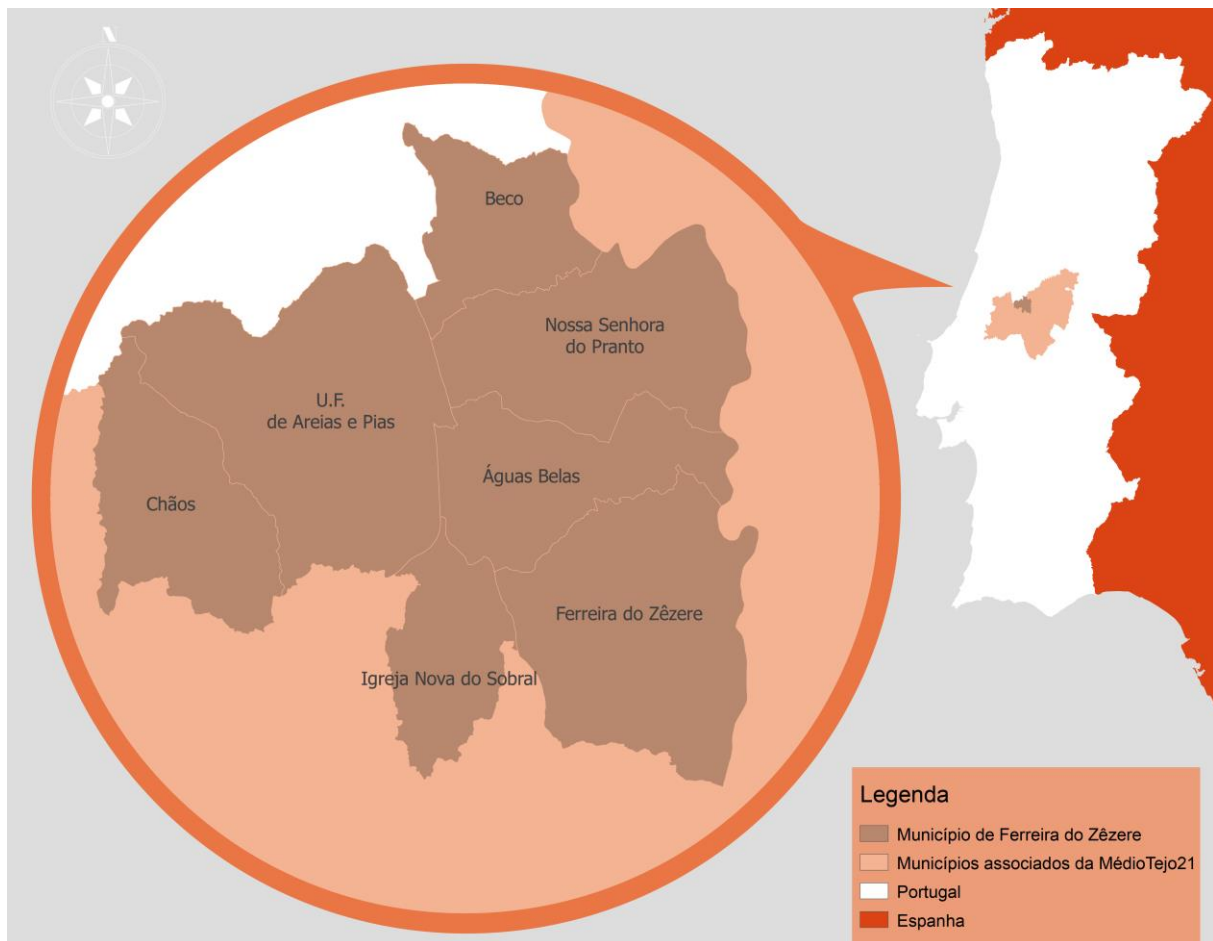 N
Beco
Nossa Senhora
do Pranto
U.F.
de Areias e Pias
Águas Belas
Chãos
Ferreira do Zêzere
Igreja Nova do Sobral
Legenda
Município de Ferreira do Zêzere
Municípios associados da MédioTejo21
Portugal
Espanha